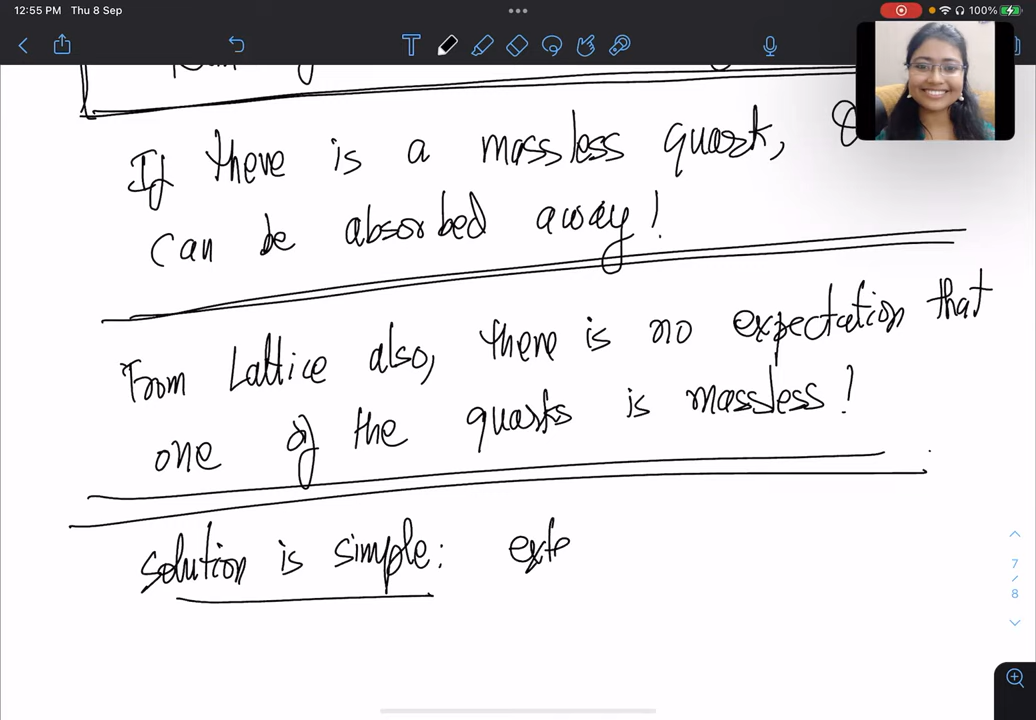 12:55 PM Thu 8 Sep
100%
If there is a massless quark,
can be absorbed away!
From Lattice also, there is no expectation that
one of the quarks is massless!
Solution is simple: exte
7
/
8